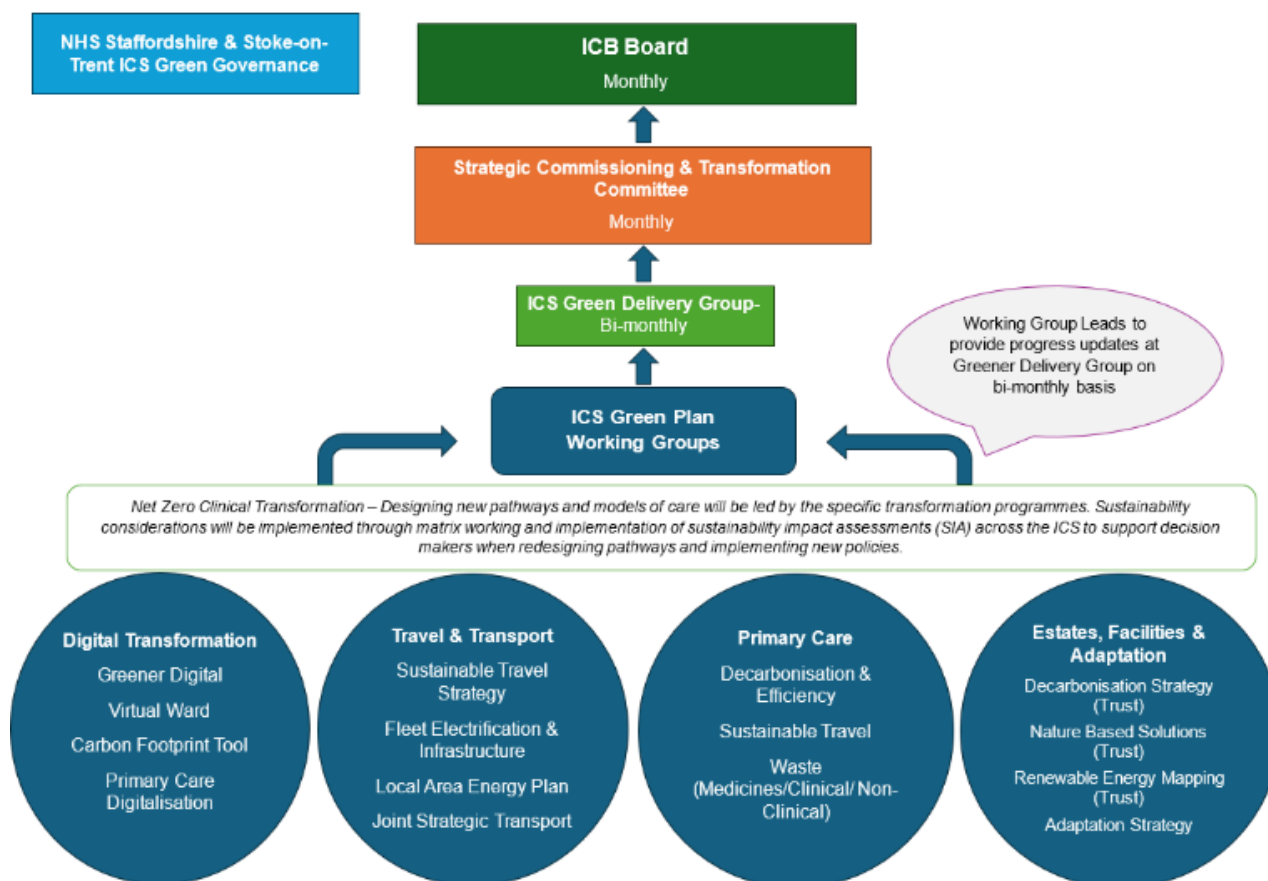 NHS Staffordshire & Stoke-on-
Trent ICS Green Governance
ICB Board
Monthly
Strategic Commissioning & Transformation
Committee
Monthly
ICS Green Delivery Group-
Bi-monthly
Working Group Leads to
provide progress updates at
Greener Delivery Group on
bi-monthly basis
ICS Green Plan
Working Groups
Net Zero Clinical Transformation – Designing new pathways and models of care will be led by the specific transformation programmes. Sustainability
considerations will be implemented through matrix working and implementation of sustainability impact assessments (SIA) across the ICS to support decision
makers when redesigning pathways and implementing new policies.
Digital Transformation
Greener Digital
Virtual Ward
Carbon Footprint Tool
Primary Care
Digitalisation
Travel & Transport
Sustainable Travel
Strategy
Fleet Electrification &
Infrastructure
Local Area Energy Plan
Joint Strategic Transport
Primary Care
Decarbonisation &
Efficiency
Sustainable Travel
Waste
(Medicines/Clinical/ Non-
Clinical)
Estates, Facilities &
Adaptation
Decarbonisation Strategy
(Trust)
Nature Based Solutions
(Trust)
Renewable Energy Mapping
(Trust)
Adaptation Strategy